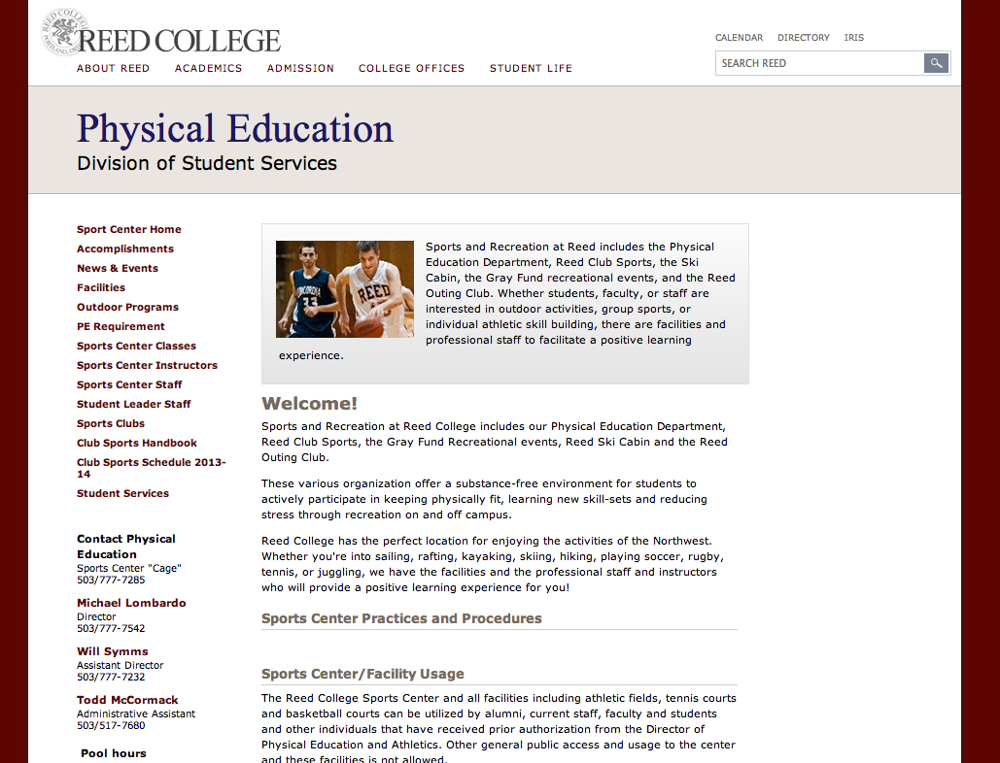 REED COLLEGE
CALENDAR DIRECTORY IRIS
SEARCH REED
ABOUT REED ACADEMICS ADMISSION COLLEGE OFFICES STUDENT LIFE
Physical Education
Division of Student Services
Sport Center Home
Accomplishments
News & Events
Facilities
Outdoor Programs
PE Requirement
Sports Center Classes
Sports Center Instructors
Sports Center Staff
Student Leader Staff
Sports Clubs
Club Sports Handbook
Club Sports Schedule 2013-
14
Student Services
Contact Physical
Education
Sports Center "Cage"
503/777-7285
Michael Lombardo
Director
503/777-7542
Will Symms
Assistant Director
503/777-7232
Todd McCormack
Administrative Assistant
503/517-7680
Pool hours
CONCORDIA
33
REED
Sports and Recreation at Reed includes the Physical
Education Department, Reed Club Sports, the Ski
Cabin, the Gray Fund recreational events, and the Reed
Outing Club. Whether students, faculty, or staff are
interested in outdoor activities, group sports, or
individual athletic skill building, there are facilities and
professional staff to facilitate a positive learning
experience.
Welcome!
Sports and Recreation at Reed College includes our Physical Education Department,
Reed Club Sports, the Gray Fund Recreational events, Reed Ski Cabin and the Reed
Outing Club.
These various organization offer a substance-free environment for students to
actively participate in keeping physically fit, learning new skill-sets and reducing
stress through recreation on and off campus.
Reed College has the perfect location for enjoying the activities of the Northwest.
Whether you're into sailing, rafting, kayaking, skiing, hiking, playing soccer, rugby,
tennis, or juggling, we have the facilities and the professional staff and instructors
who will provide a positive learning experience for you!
Sports Center Practices and Procedures
Sports Center/Facility Usage
The Reed College Sports Center and all facilities including athletic fields, tennis courts
and basketball courts can be utilized by alumni, current staff, faculty and students
and other individuals that have received prior authorization from the Director of
Physical Education and Athletics. Other general public access and usage to the center
and these facilities is not allowed.